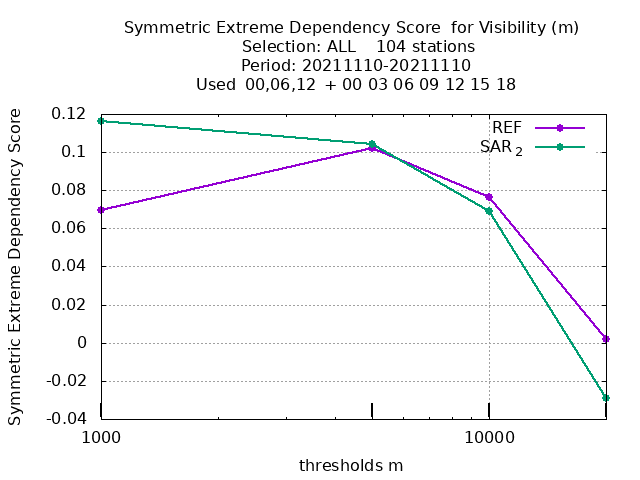 Symmetric Extreme Dependency Score  for Visibility (m)
Selection: ALL    104 stations
Period: 20211110-20211110
Used  00,06,12  + 00 03 06 09 12 15 18
Symmetric Extreme Dependency Score
0.12
0.1
0.08
0.06
0.04
0.02
0
-0.02
-0.04
REF
SAR 2
1000
10000
thresholds m